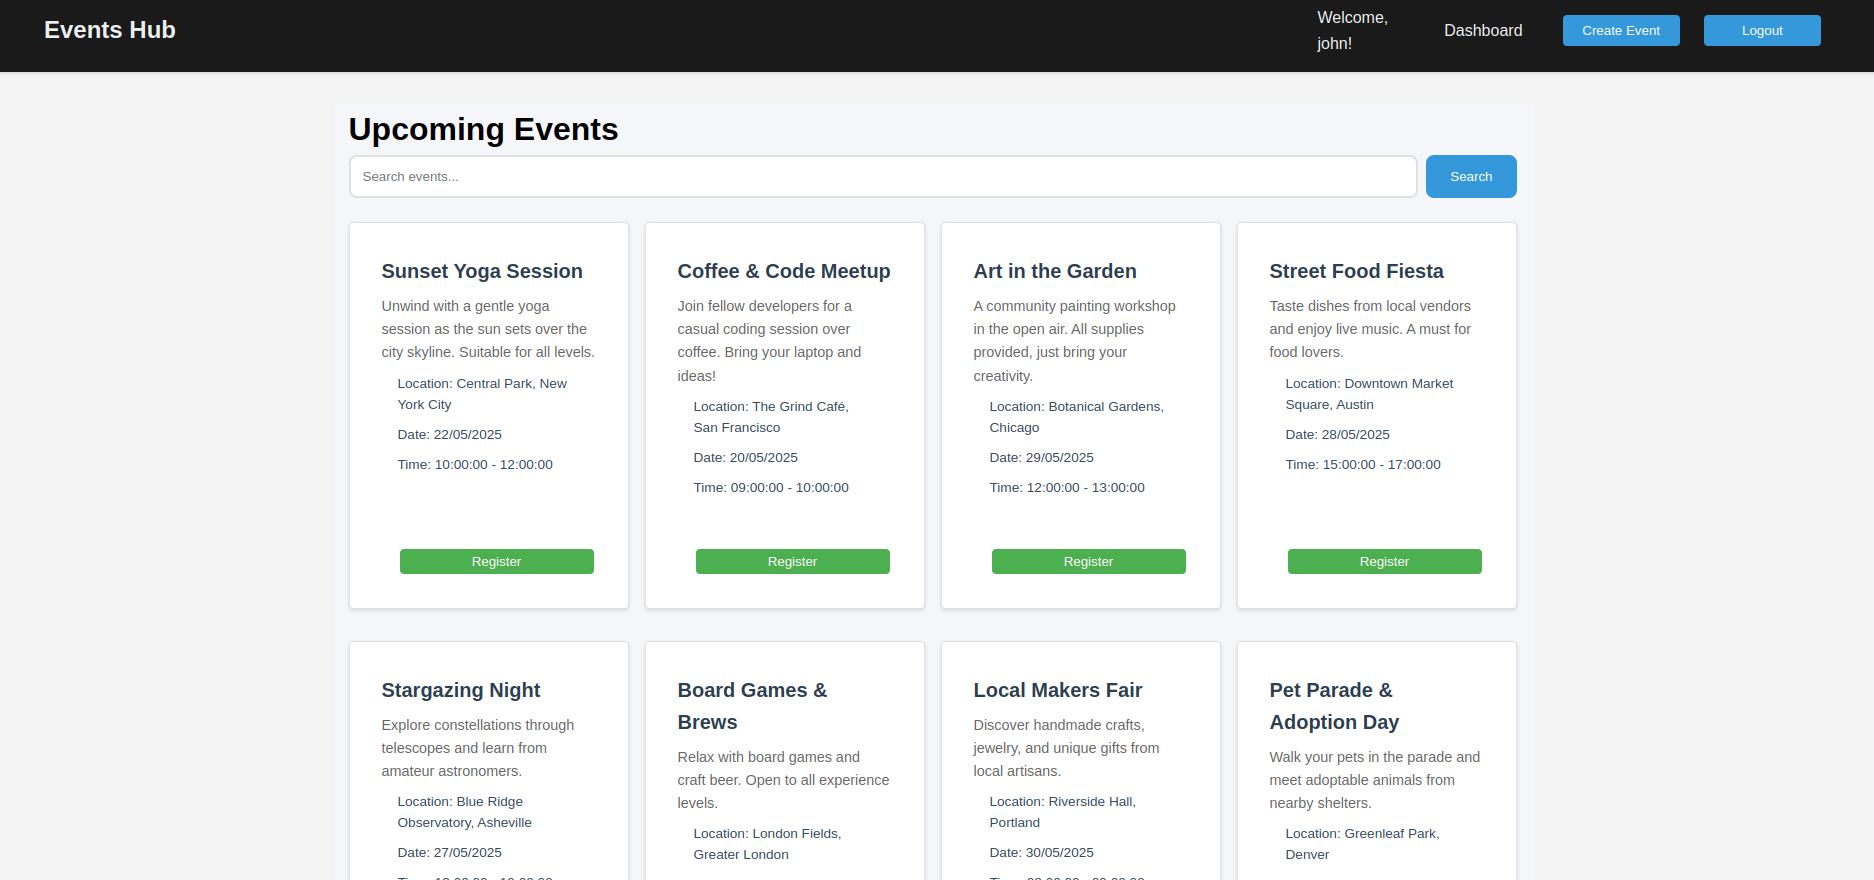 Events Hub
Welcome,
john!
Dashboard
Create Event
Logout
Upcoming Events
Search events...
Search
Sunset Yoga Session
Unwind with a gentle yoga
session as the sun sets over the
city skyline. Suitable for all levels.
Location: Central Park, New
York City
Date: 22/05/2025
Time: 10:00:00 - 12:00:00
Register
Coffee & Code Meetup
Join fellow developers for a
casual coding session over
coffee. Bring your laptop and
ideas!
Location: The Grind Café,
San Francisco
Date: 20/05/2025
Time: 09:00:00 - 10:00:00
Register
Art in the Garden
A community painting workshop
in the open air. All supplies
provided, just bring your
creativity.
Location: Botanical Gardens,
Chicago
Date: 29/05/2025
Time: 12:00:00 - 13:00:00
Register
Street Food Fiesta
Taste dishes from local vendors
and enjoy live music. A must for
food lovers.
Location: Downtown Market
Square, Austin
Date: 28/05/2025
Time: 15:00:00 - 17:00:00
Register
Stargazing Night
Explore constellations through
telescopes and learn from
amateur astronomers.
Location: Blue Ridge
Observatory, Asheville
Date: 27/05/2025
Board Games &
Brews
Relax with board games and
craft beer. Open to all experience
levels.
Location: London Fields,
Greater London
Local Makers Fair
Discover handmade crafts,
jewelry, and unique gifts from
local artisans.
Location: Riverside Hall,
Portland
Date: 30/05/2025
Pet Parade &
Adoption Day
Walk your pets in the parade and
meet adoptable animals from
nearby shelters.
Location: Greenleaf Park,
Denver